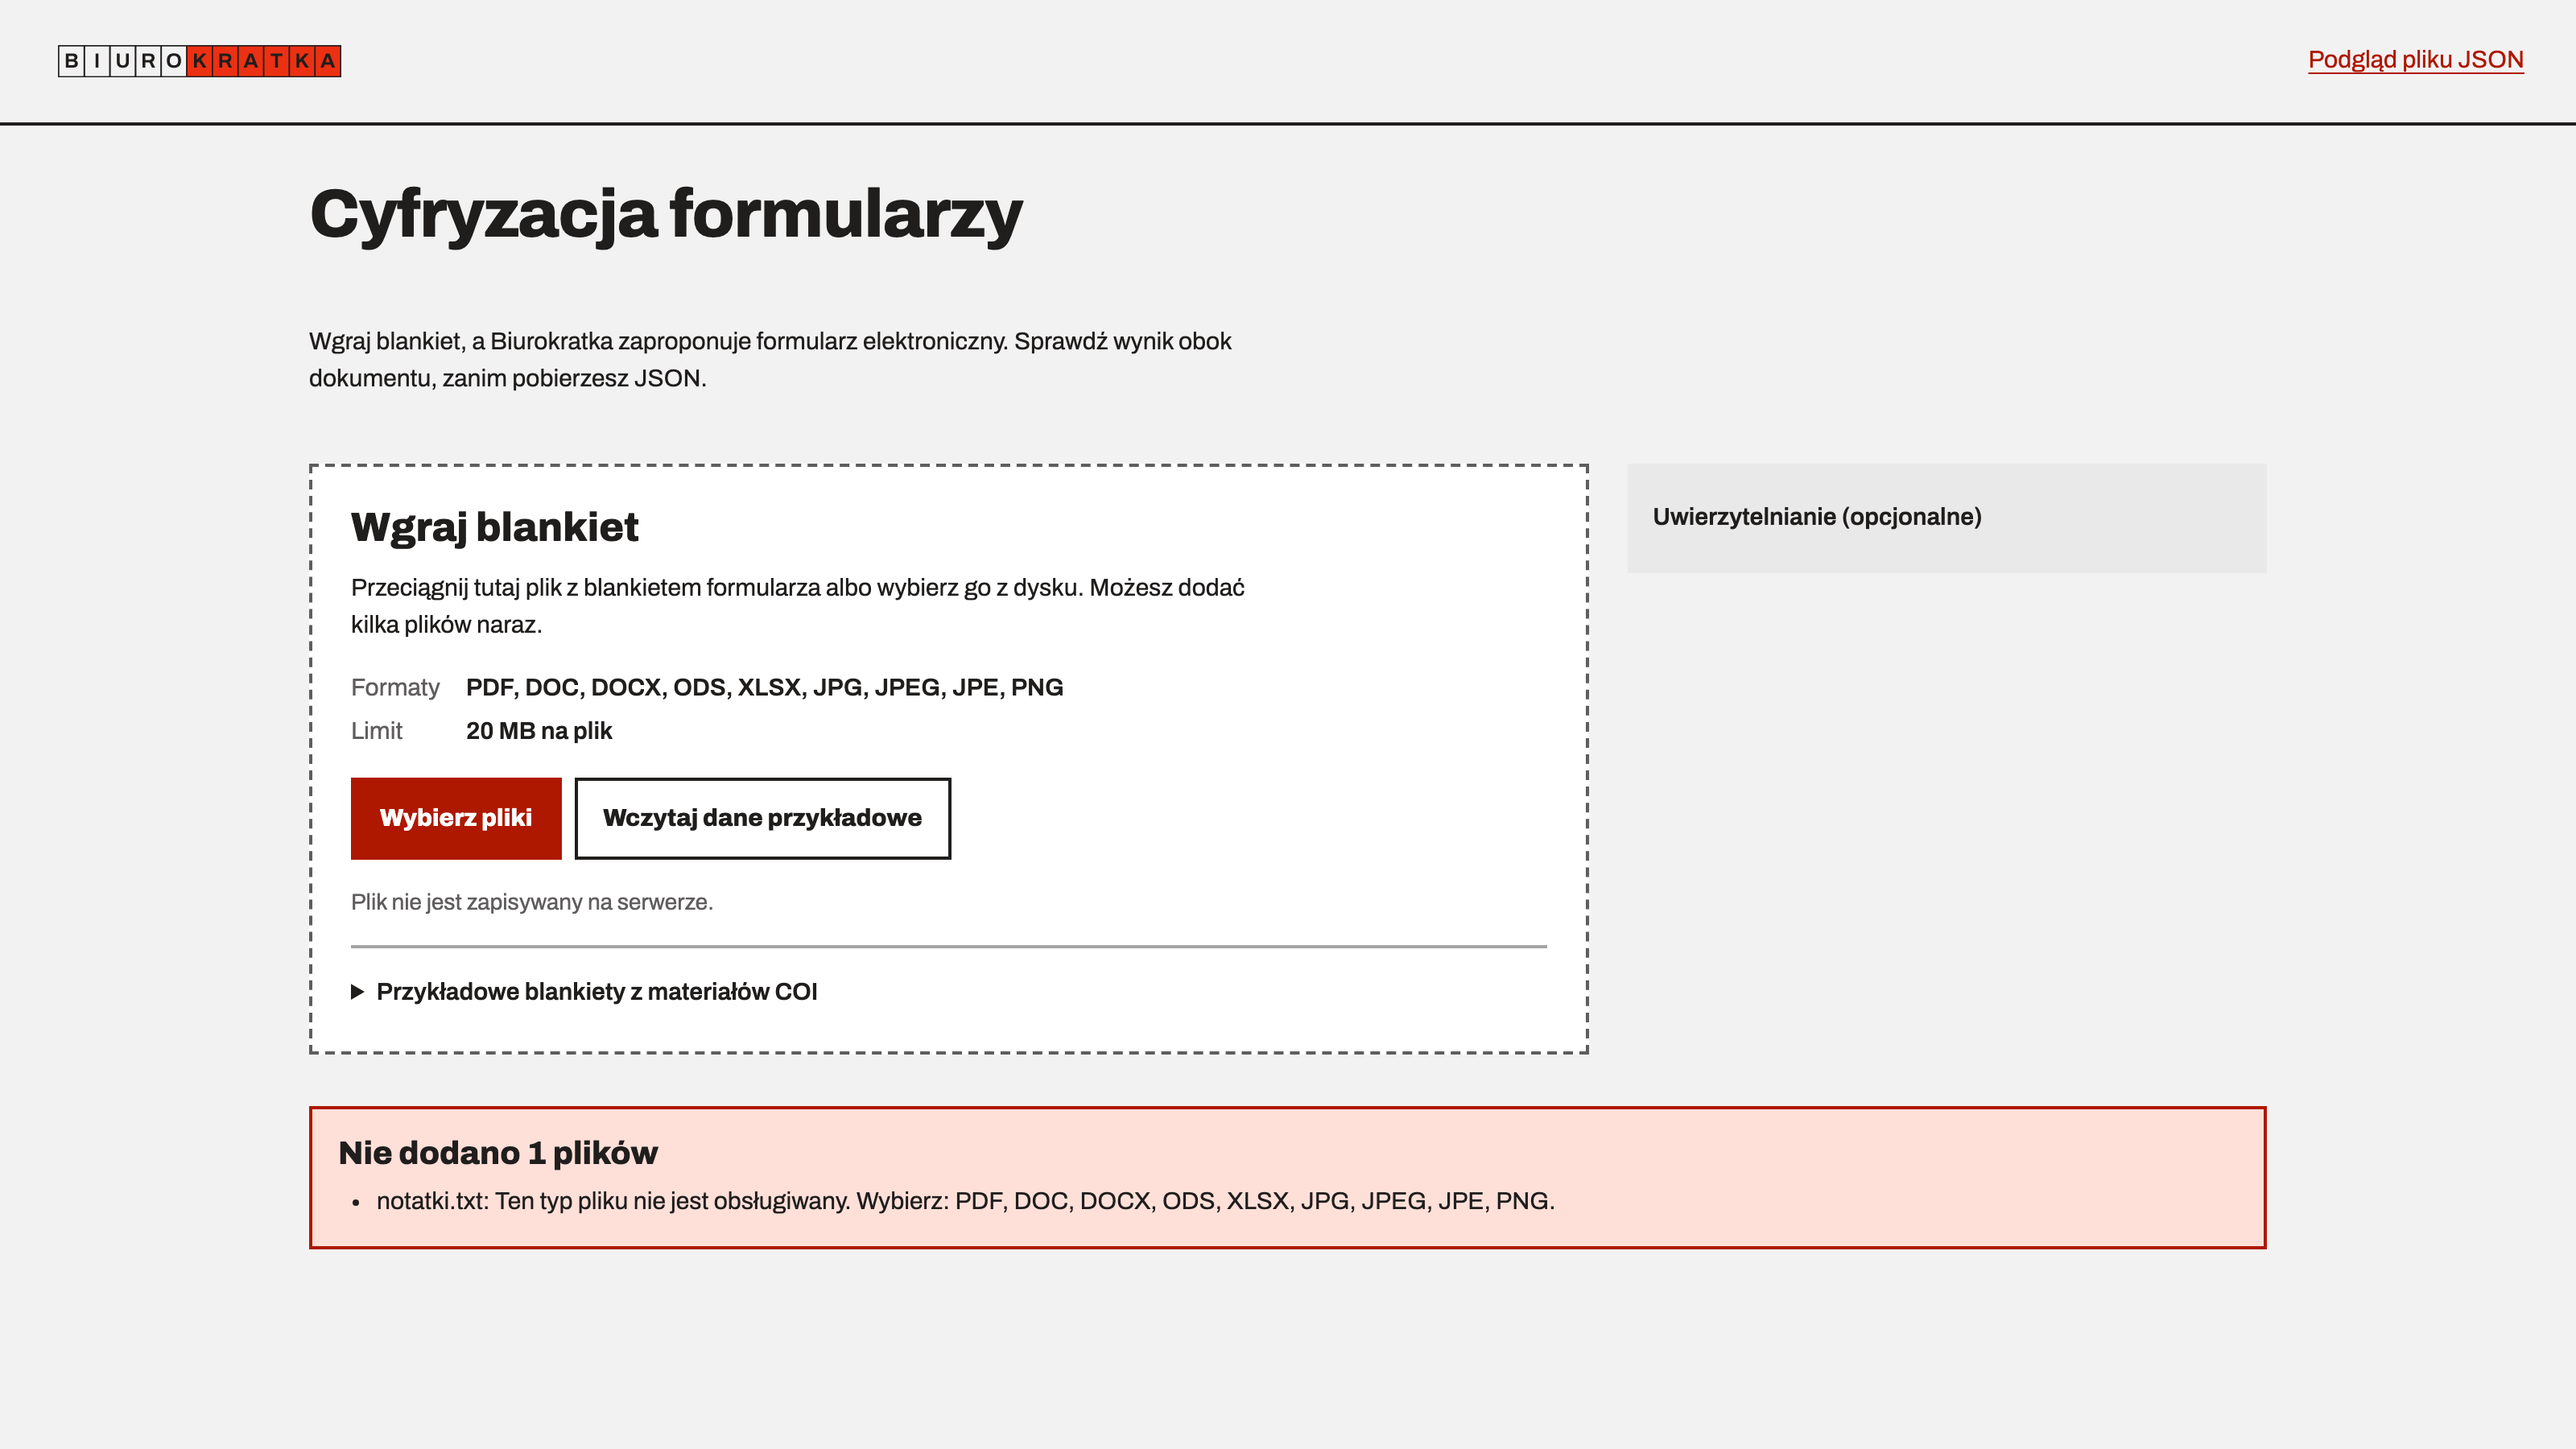 BIUROKRATKA
Podgląd pliku JSON
Cyfryzacja formularzy
Wgraj blankiet, a Biurokratka zaproponuje formularz elektroniczny. Sprawdź wynik obok
dokumentu, zanim pobierzesz JSON.
Wgraj blankiet
Przeciągnij tutaj plik z blankietem formularza albo wybierz go z dysku. Możesz dodać
kilka plików naraz.
Formaty PDF, DOC, DOCX, ODS, XLSX, JPG, JPEG, JPE, PNG
Limit 20 MB na plik
Wybierz pliki
Wczytaj dane przykładowe
Plik nie jest zapisywany na serwerze.
Przykładowe blankiety z materiałów COI
Uwierzytelnianie (opcjonalne)
Nie dodano 1 plików
notatki.txt: Ten typ pliku nie jest obsługiwany. Wybierz: PDF, DOC, DOCX, ODS, XLSX, JPG, JPEG, JPE, PNG.